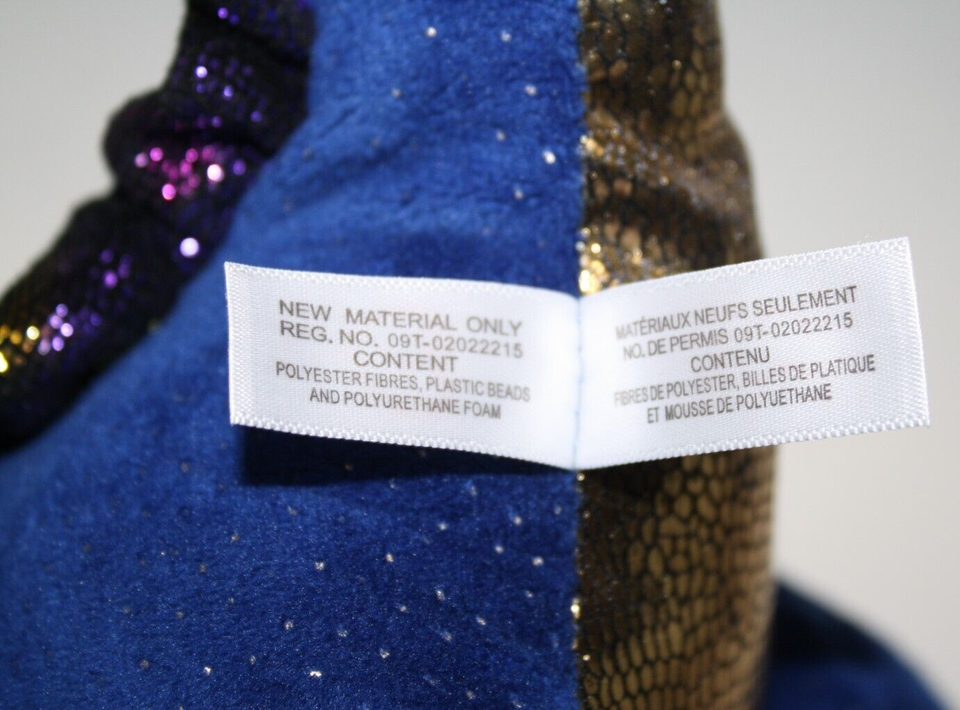 NEW MATERIAL ONLY
REG. NO. 09T-02022215
CONTENT
POLYESTER FIBRES, PLASTIC BEADS
AND POLYURETHANE FOAM
MATÉRIAUX NEUFS SEULEMENT
NO. DE PERMIS 09T-02022215
CONTENU
FIBRES DE POLYESTER, BILLES DE PLATIQUE
ET MOUSSE DE POLYUETHANE